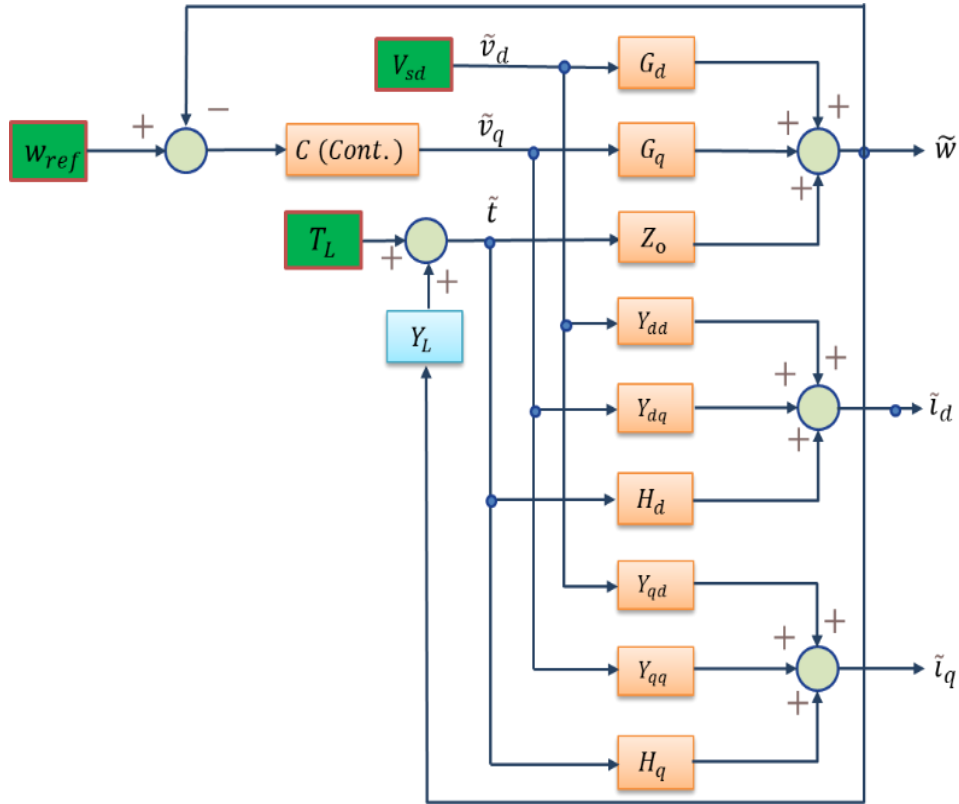 V_sd
ṽ_d
G_d
+
+
w_ref
+
−
C (Cont.)
ṽ_q
G_q
+
w̃
T_L
+
+
t̃
Z_o
+
Y_L
Y_dd
+
+
Y_dq
ĩ_d
+
H_d
Y_qd
+
+
Y_qq
ĩ_q
+
H_q